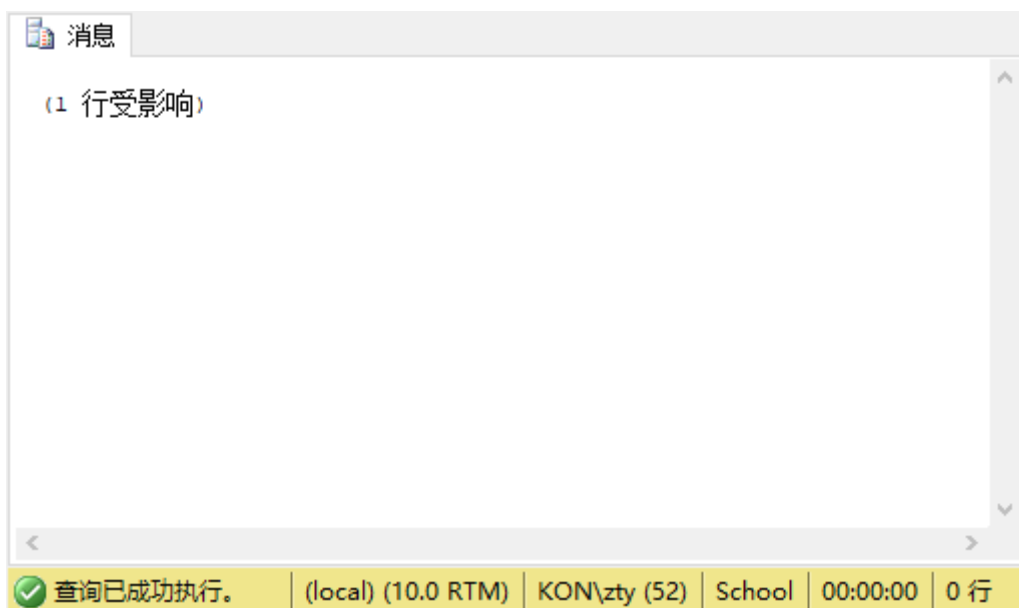 消息
(1 行受影响)
查询已成功执行。 (local) (10.0 RTM) KON\zty (52) School 00:00:00 0 行